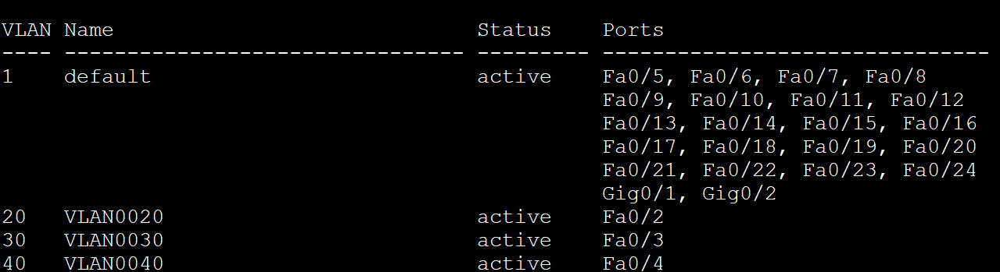 VLAN Name                             Status    Ports
---- -------------------------------- --------- -------------------------------
1    default                          active    Fa0/5, Fa0/6, Fa0/7, Fa0/8
                                                Fa0/9, Fa0/10, Fa0/11, Fa0/12
                                                Fa0/13, Fa0/14, Fa0/15, Fa0/16
                                                Fa0/17, Fa0/18, Fa0/19, Fa0/20
                                                Fa0/21, Fa0/22, Fa0/23, Fa0/24
                                                Gig0/1, Gig0/2
20   VLAN0020                         active    Fa0/2
30   VLAN0030                         active    Fa0/3
40   VLAN0040                         active    Fa0/4